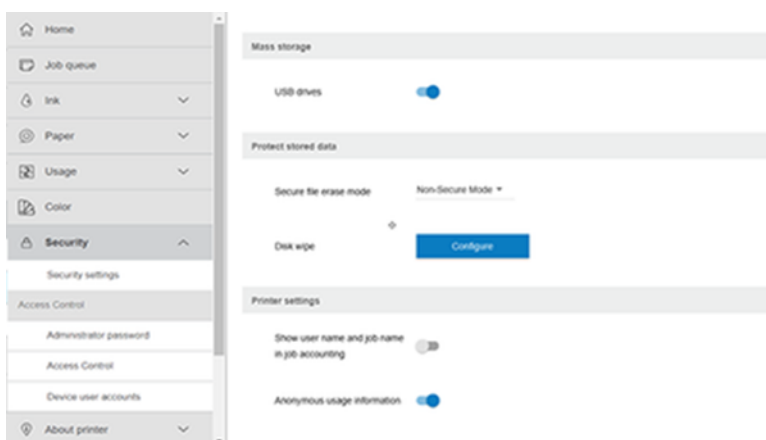 Home
Job queue
Ink
Paper
Usage
Color
Security
Security settings
Access Control
Administrator password
Access Control
Device user accounts
About printer
Mass storage
USB drives
Protect stored data
Secure file erase mode
Non-Secure Mode
Disk wipe
Configure
Printer settings
Show user name and job name
in job accounting
Anonymous usage information